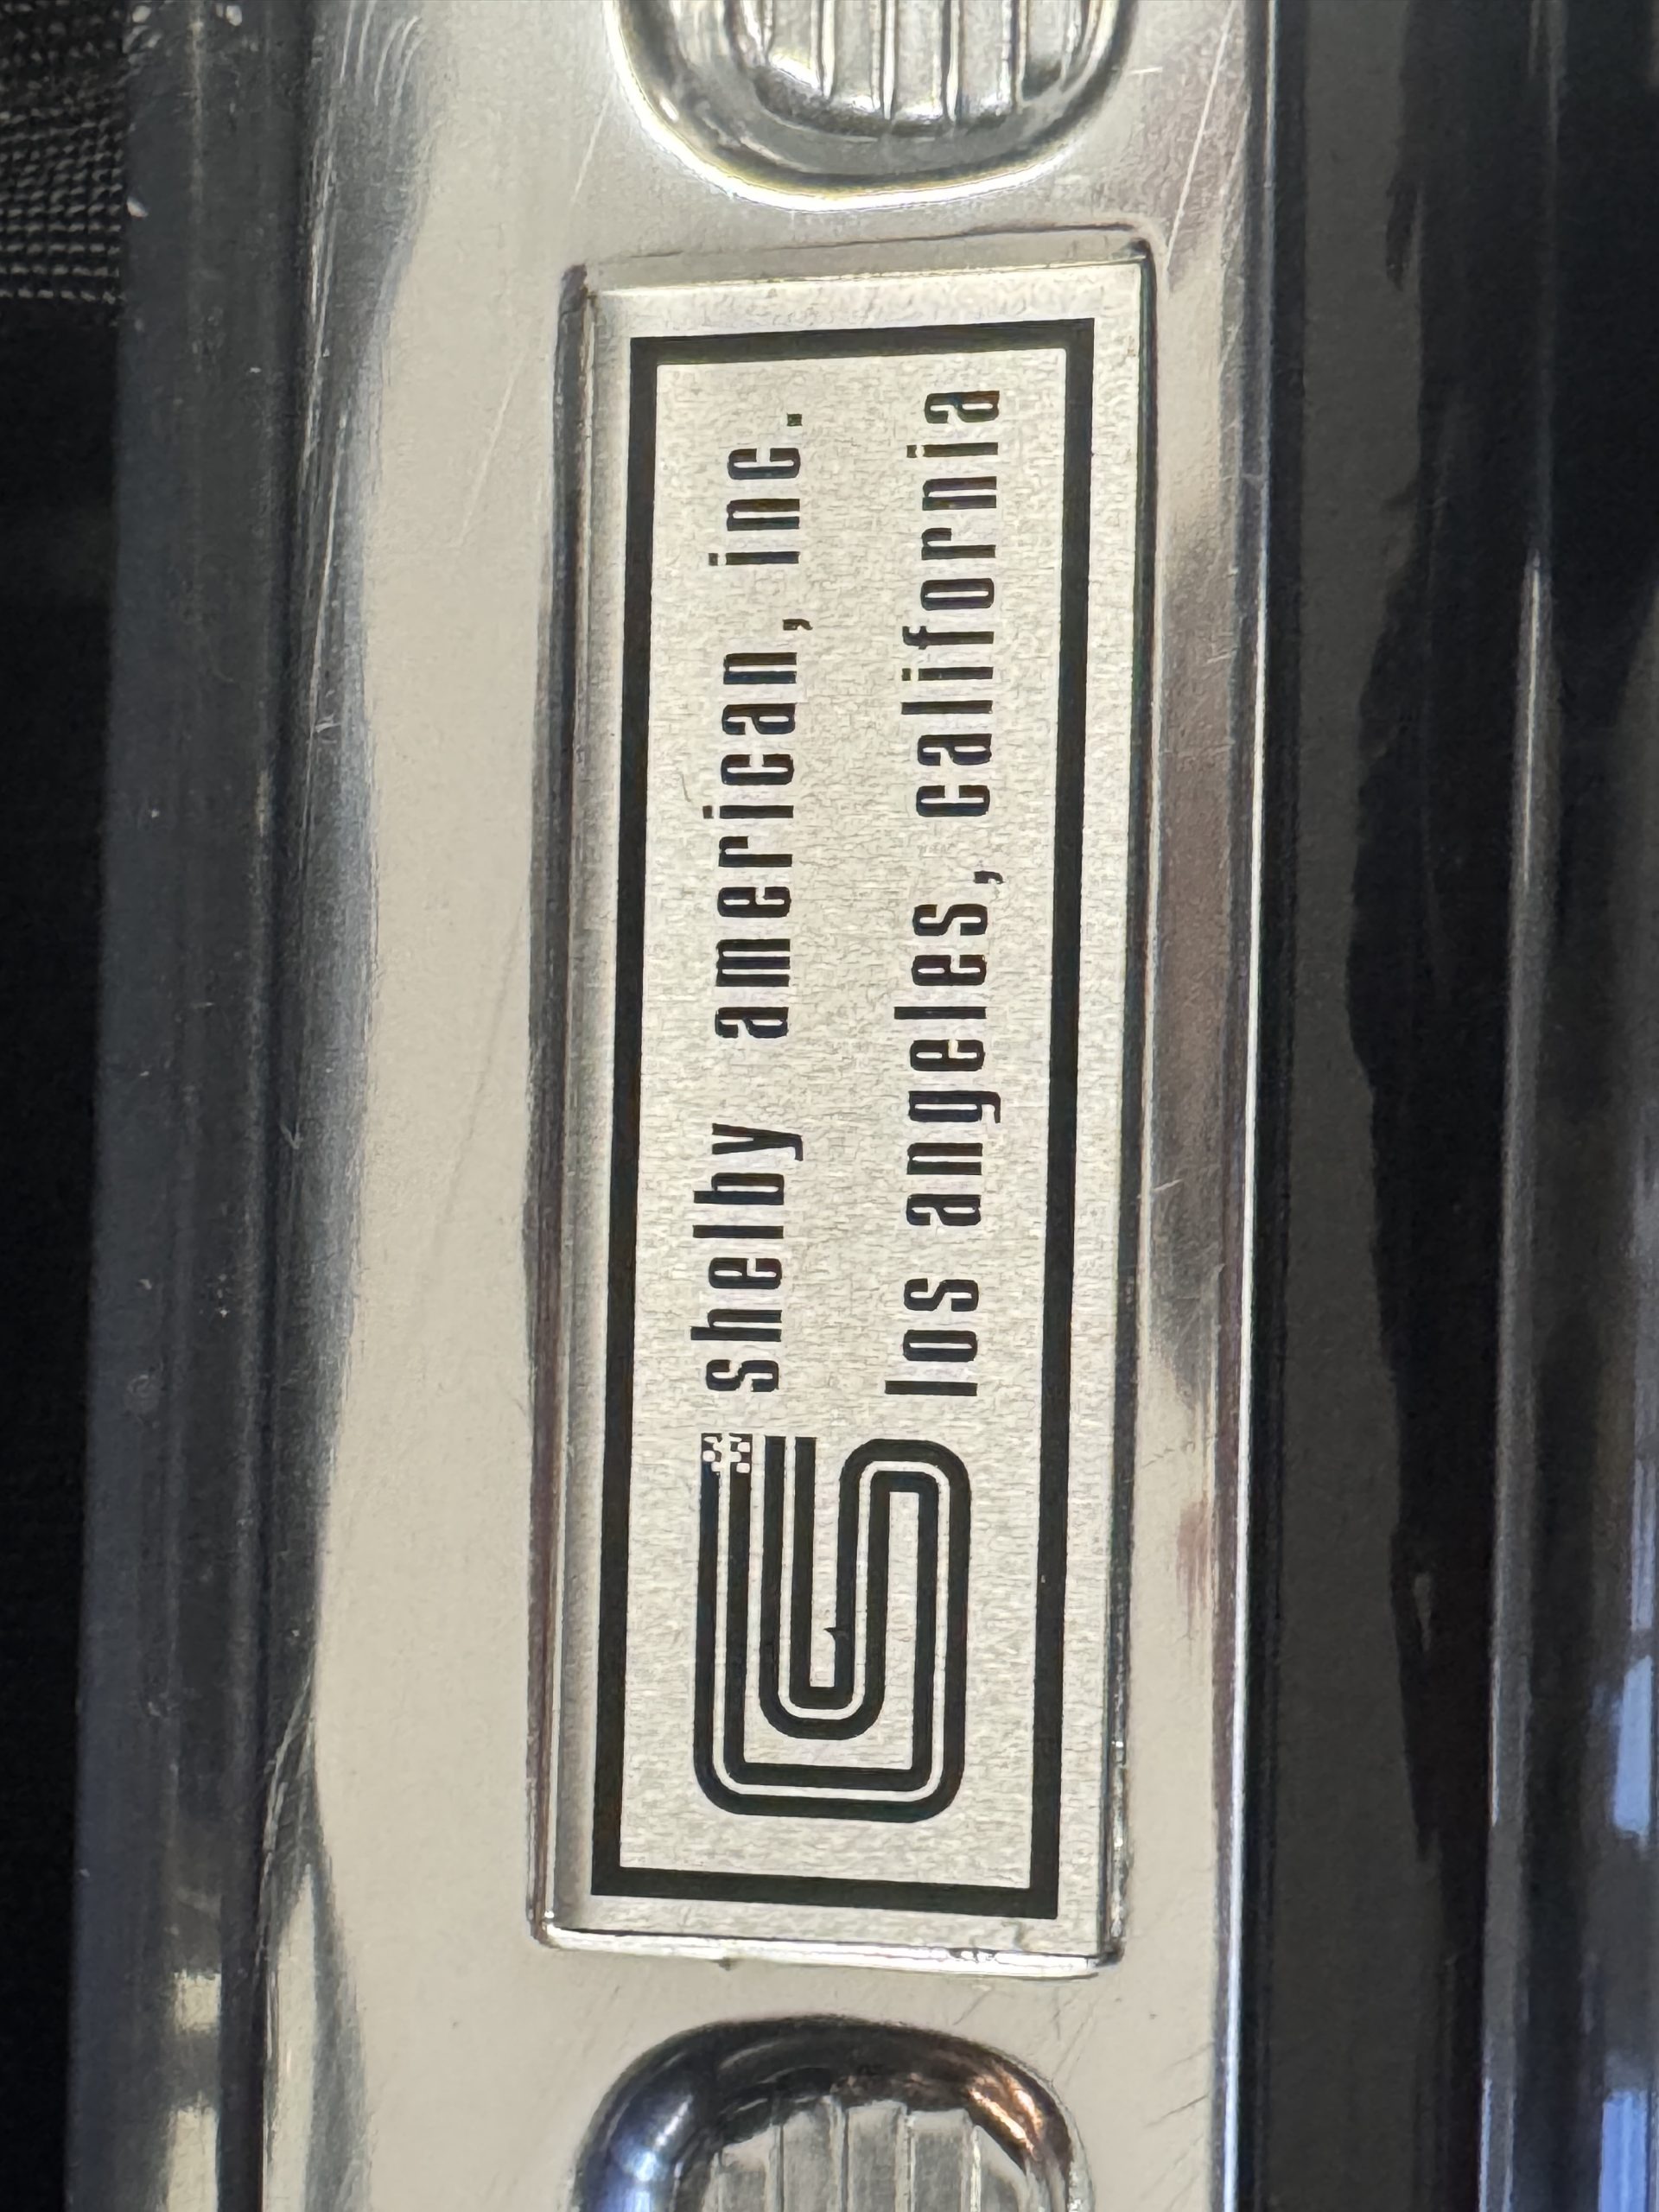 shelby american, inc.
los angeles, california